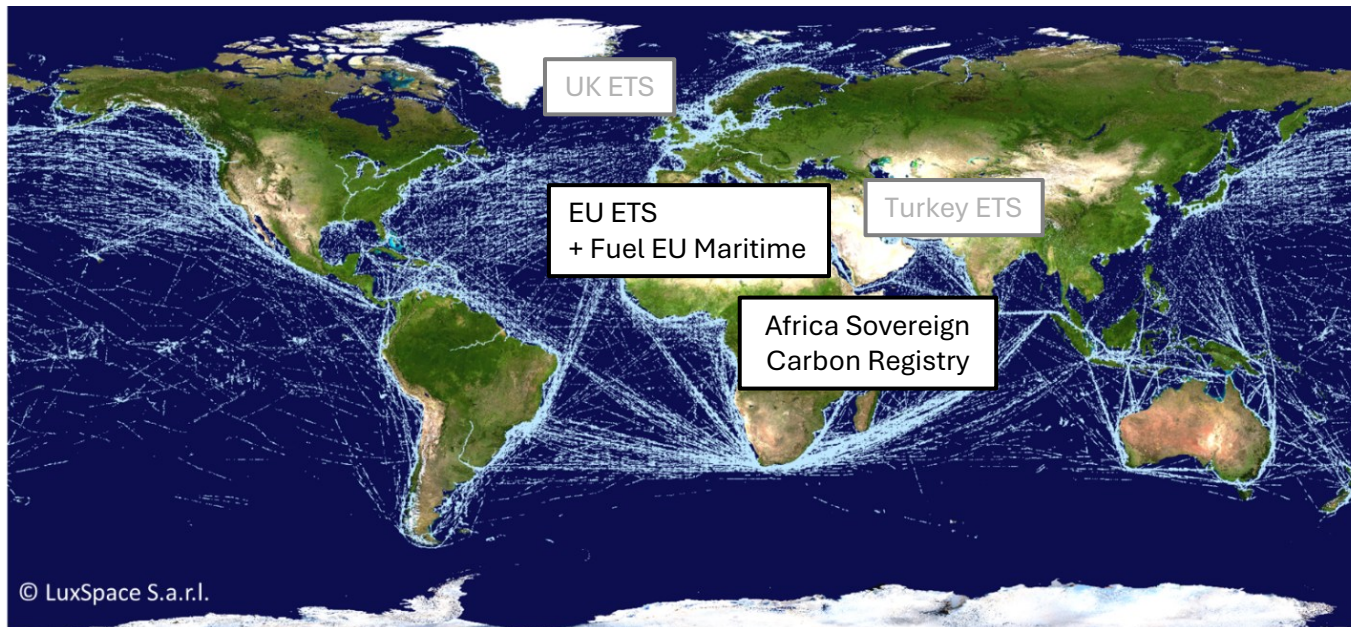 UK ETS
EU ETS
+ Fuel EU Maritime
Turkey ETS
Africa Sovereign
Carbon Registry
© LuxSpace S.a.r.l.